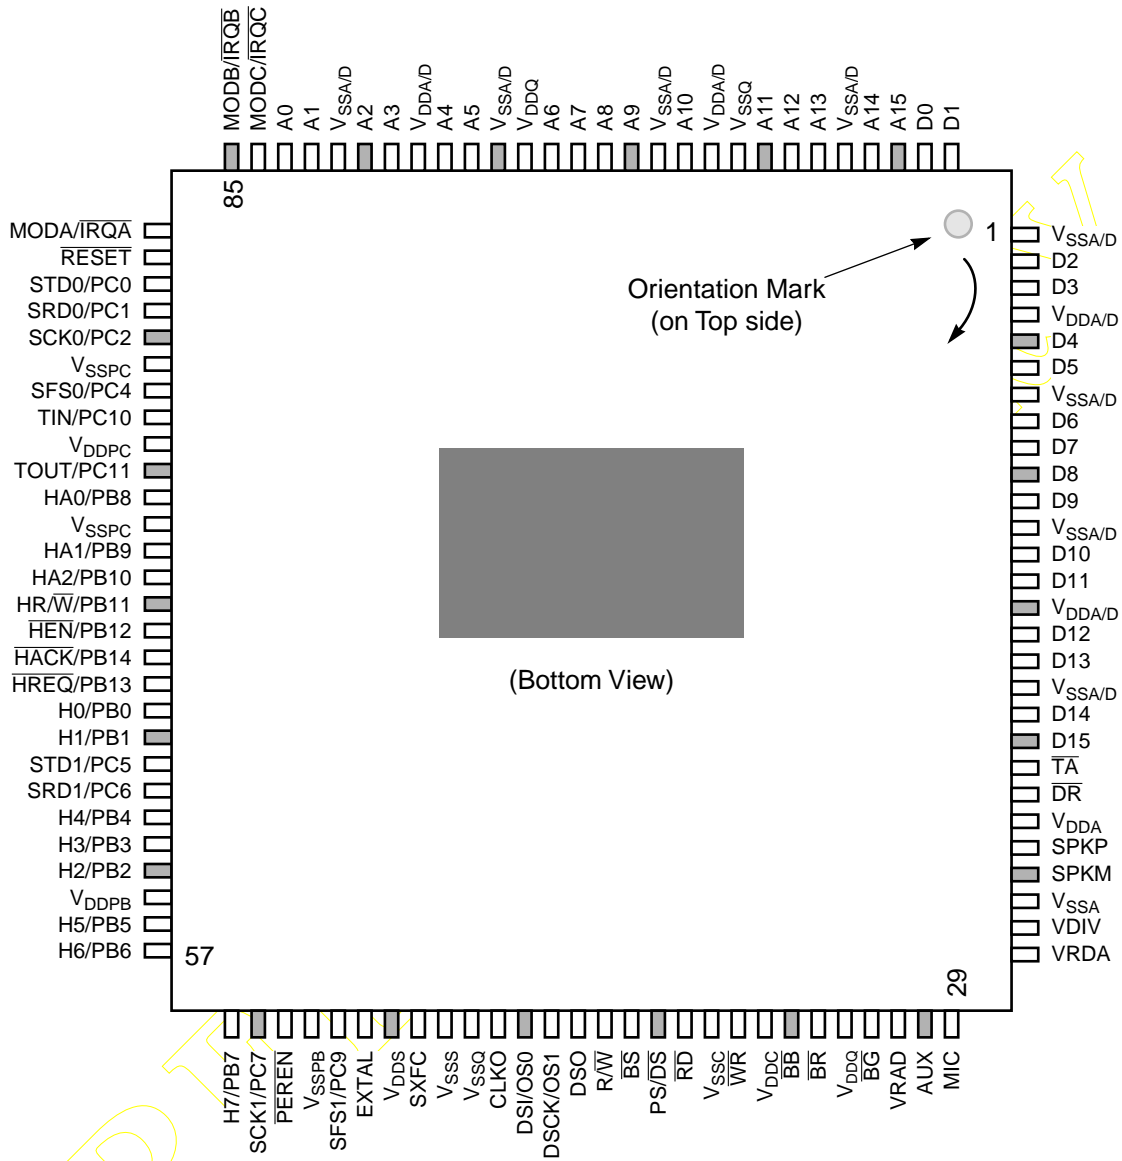 MODB/IRQB
MODC/IRQC
A0
A1
VSSA/D
A2
A3
VDDA/D
A4
A5
VSSA/D
VDDQ
A6
A7
A8
A9
VSSA/D
A10
VDDA/D
VSSQ
A11
A12
A13
VSSA/D
A14
A15
D0
D1
85
1
Orientation Mark
(on Top side)
MODA/IRQA
RESET
STD0/PC0
SRD0/PC1
SCK0/PC2
VSSPC
SFS0/PC4
TIN/PC10
VDDPC
TOUT/PC11
HA0/PB8
VSSPC
HA1/PB9
HA2/PB10
HR/W/PB11
HEN/PB12
HACK/PB14
HREQ/PB13
H0/PB0
H1/PB1
STD1/PC5
SRD1/PC6
H4/PB4
H3/PB3
H2/PB2
VDDPB
H5/PB5
H6/PB6
(Bottom View)
VSSA/D
D2
D3
VDDA/D
D4
D5
VSSA/D
D6
D7
D8
D9
VSSA/D
D10
D11
VDDA/D
D12
D13
VSSA/D
D14
D15
TA
DR
VDDA
SPKP
SPKM
VSSA
VDIV
VRDA
57
29
H7/PB7
SCK1/PC7
PEREN
VSSPB
SFS1/PC9
EXTAL
VDDS
SXFC
VSSS
VSSQ
CLKO
DSI/OS0
DSCK/OS1
DSO
R/W
BS
PS/DS
RD
VSSC
WR
VDDC
BB
BR
VDDQ
BG
VRAD
AUX
MIC